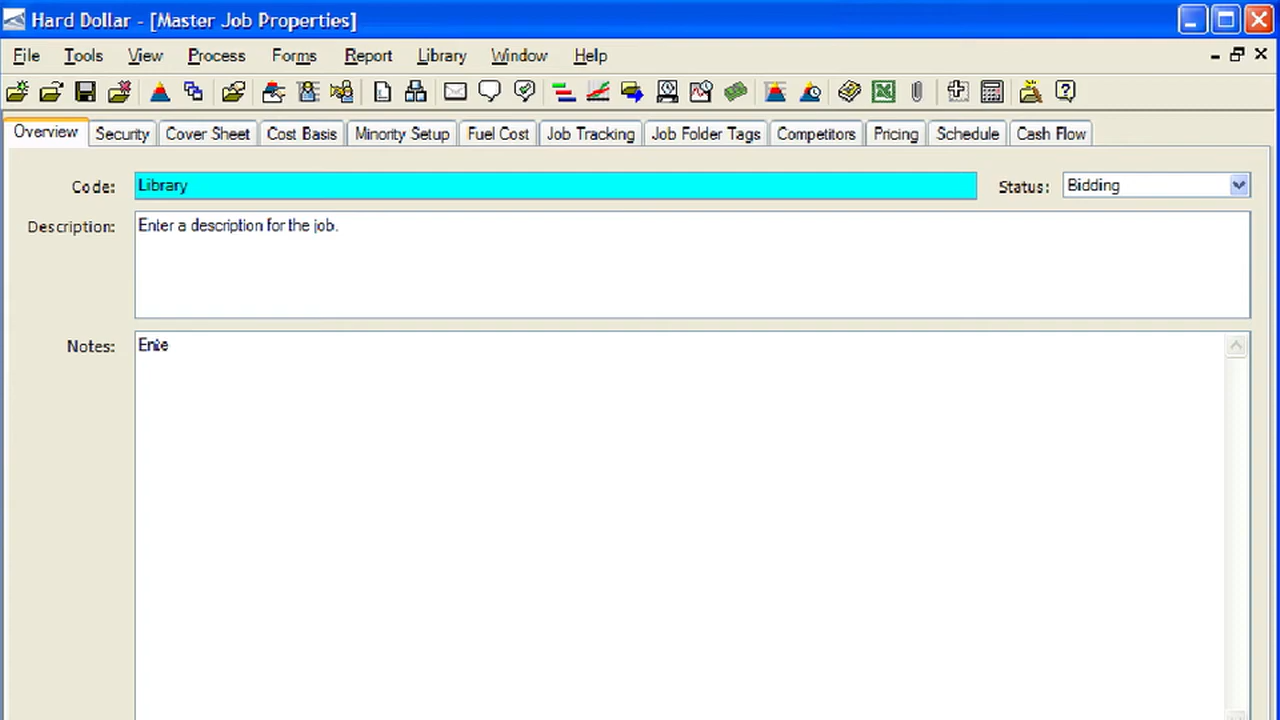 Hard Dollar - [Master Job Properties]
File Tools View Process Forms Report Library Window Help
Overview Security Cover Sheet Cost Basis Minority Setup Fuel Cost Job Tracking Job Folder Tags Competitors Pricing Schedule Cash Flow
Code: Library Status: Bidding
Description: Enter a description for the job.
Notes: Ente